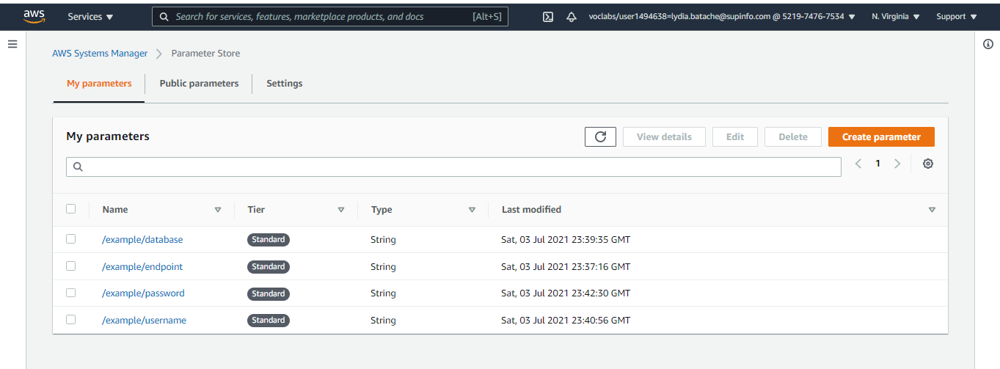 aws Services Search for services, features, marketplace products, and docs [Alt+S] voclabs/user1494638=lydia.batache@supinfo.com @ 5219-7476-7534 N. Virginia Support
AWS Systems Manager Parameter Store
My parameters Public parameters Settings
My parameters View details Edit Delete Create parameter
1
Name Tier Type Last modified
/example/database Standard String Sat, 03 Jul 2021 23:39:35 GMT
/example/endpoint Standard String Sat, 03 Jul 2021 23:37:16 GMT
/example/password Standard String Sat, 03 Jul 2021 23:42:30 GMT
/example/username Standard String Sat, 03 Jul 2021 23:40:56 GMT